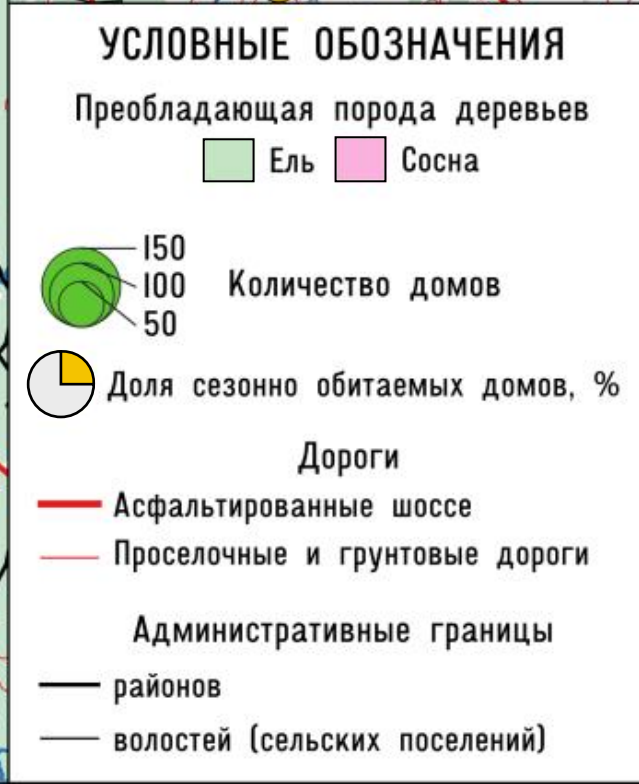 УСЛОВНЫЕ ОБОЗНАЧЕНИЯ
Преобладающая порода деревьев
Ель Сосна
150
100 Количество домов
50
Доля сезонно обитаемых домов, %
Дороги
Асфальтированные шоссе
Проселочные и грунтовые дороги
Административные границы
районов
волостей (сельских поселений)